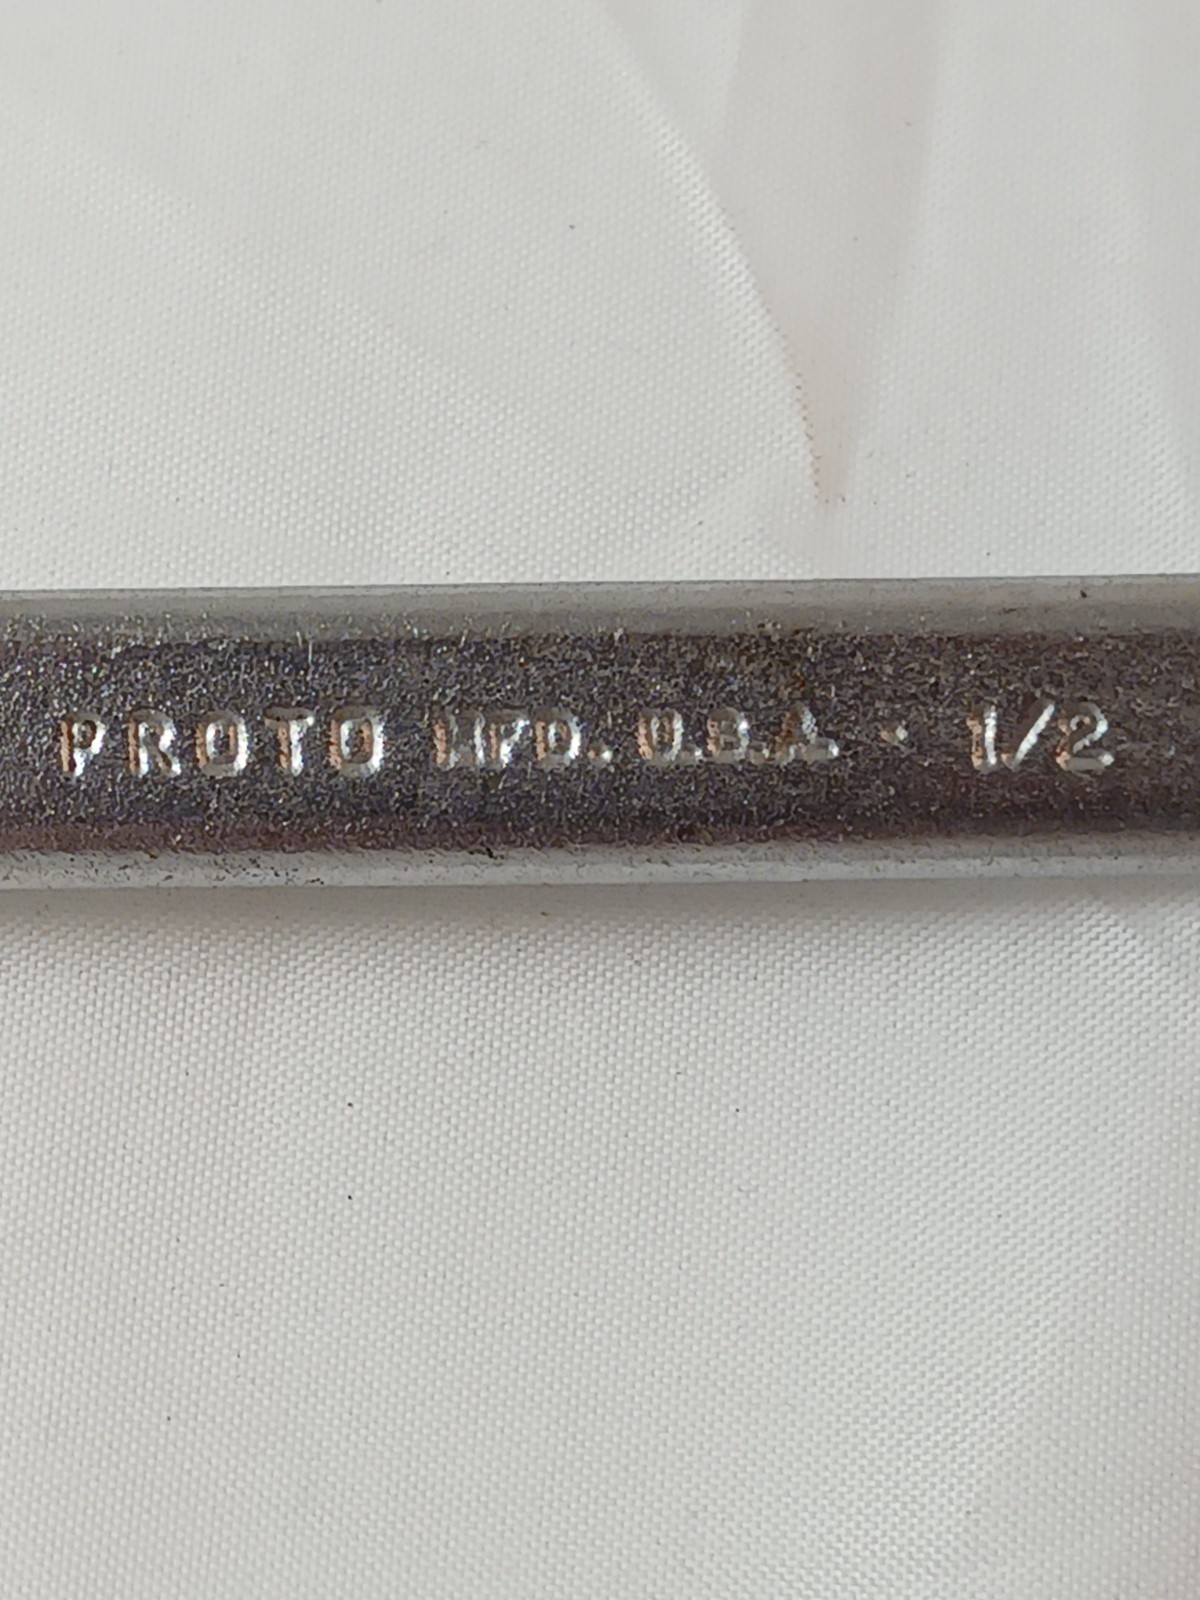 PROTO MFD. U.S.A. · 1/2